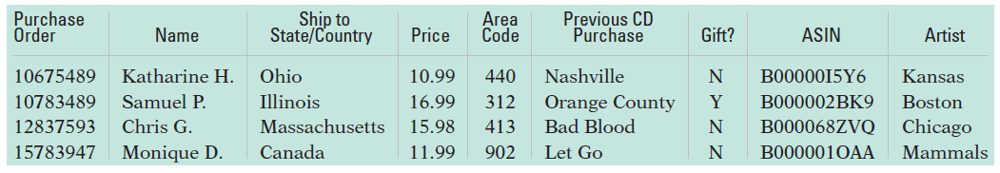 Purchase Order Name Ship to State/Country Price Area Code Previous CD Purchase Gift? ASIN Artist
10675489 Katharine H. Ohio 10.99 440 Nashville N B00000I5Y6 Kansas
10783489 Samuel P. Illinois 16.99 312 Orange County Y B000002BK9 Boston
12837593 Chris G. Massachusetts 15.98 413 Bad Blood N B000068ZVQ Chicago
15783947 Monique D. Canada 11.99 902 Let Go N B000001OAA Mammals